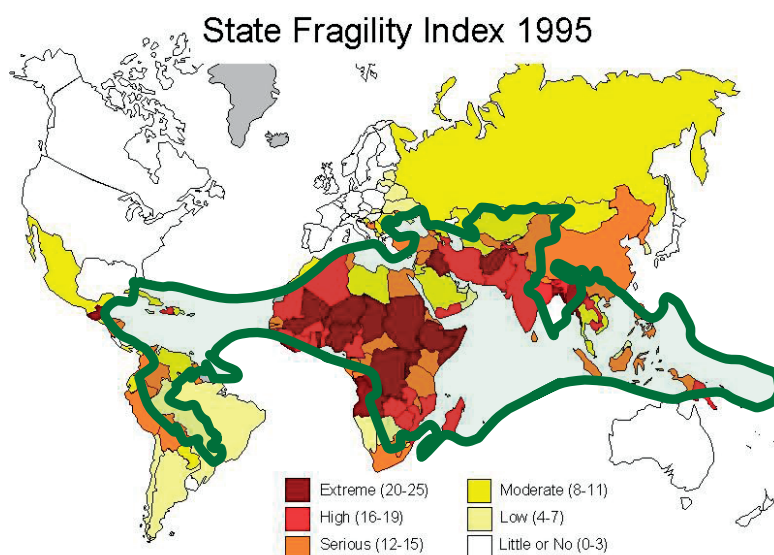 State Fragility Index 1995
Extreme (20-25)
High (16-19)
Serious (12-15)
Moderate (8-11)
Low (4-7)
Little or No (0-3)